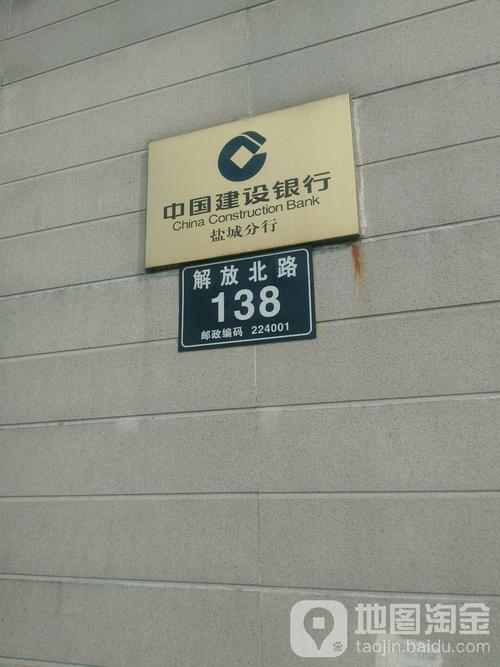 中国建设银行
China Construction Bank
盐城分行
解放北路
138
邮政编码 224001
地图淘金
taojin.baidu.com